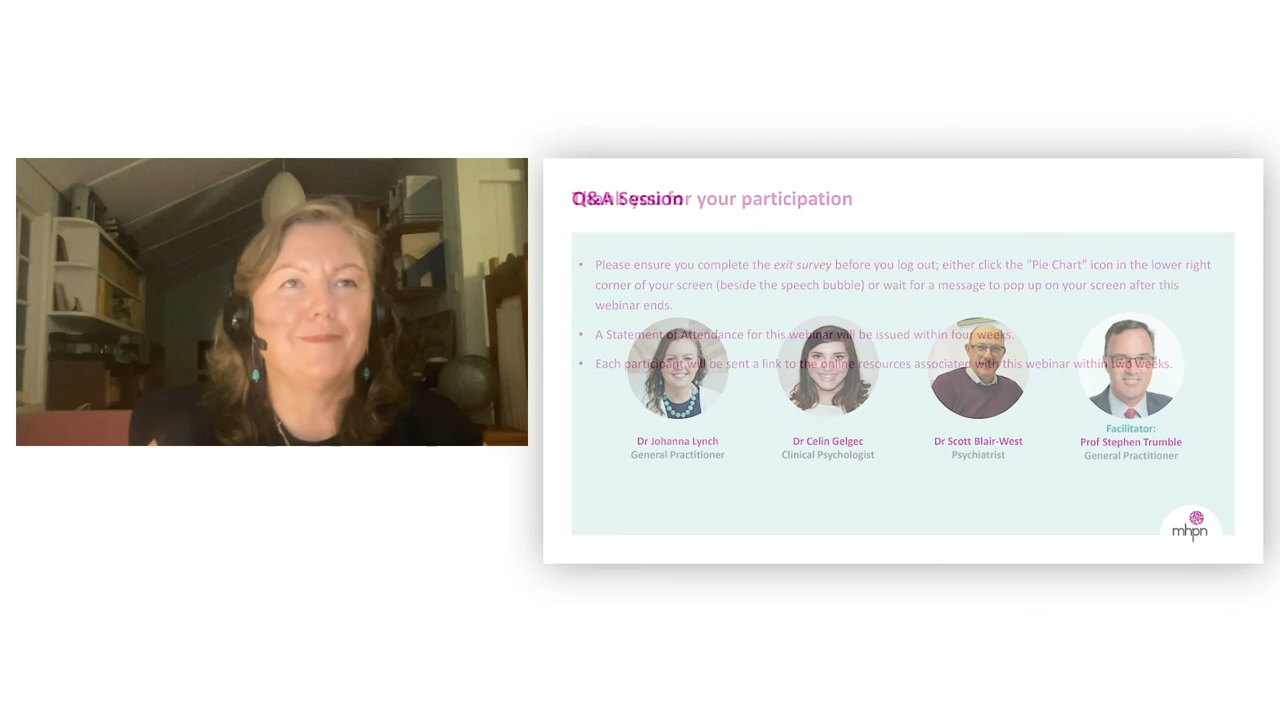 Q&A Session
Thank you for your participation
• Please ensure you complete the exit survey before you log out; either click the "Pie Chart" icon in the lower right
corner of your screen (beside the speech bubble) or wait for a message to pop up on your screen after this
webinar ends.
• A Statement of Attendance for this webinar will be issued within four weeks.
• Each participant will be sent a link to the online resources associated with this webinar within two weeks.
Dr Johanna Lynch
General Practitioner
Dr Celin Gelgec
Clinical Psychologist
Dr Scott Blair-West
Psychiatrist
Facilitator:
Prof Stephen Trumble
General Practitioner
mhpn